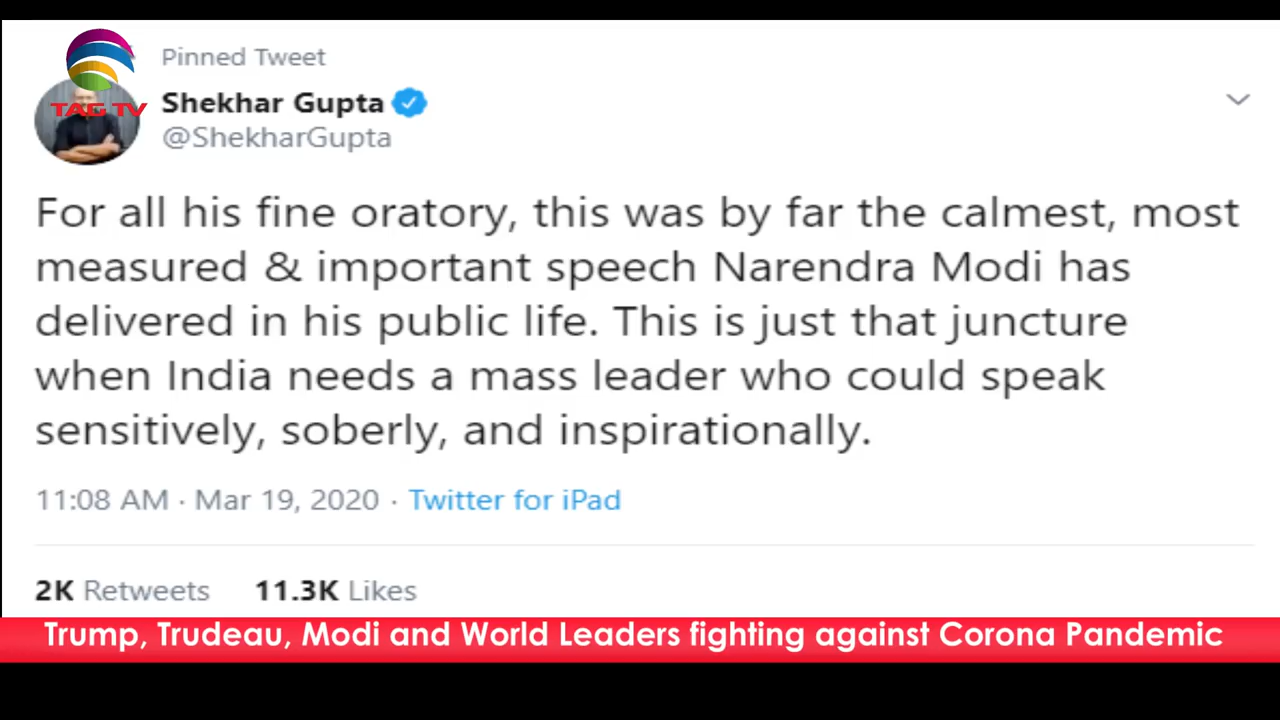 Pinned Tweet
TAG TV
Shekhar Gupta
@ShekharGupta
For all his fine oratory, this was by far the calmest, most
measured & important speech Narendra Modi has
delivered in his public life. This is just that juncture
when India needs a mass leader who could speak
sensitively, soberly, and inspirationally.
11:08 AM · Mar 19, 2020 · Twitter for iPad
2K Retweets 11.3K Likes
Trump, Trudeau, Modi and World Leaders fighting against Corona Pandemic